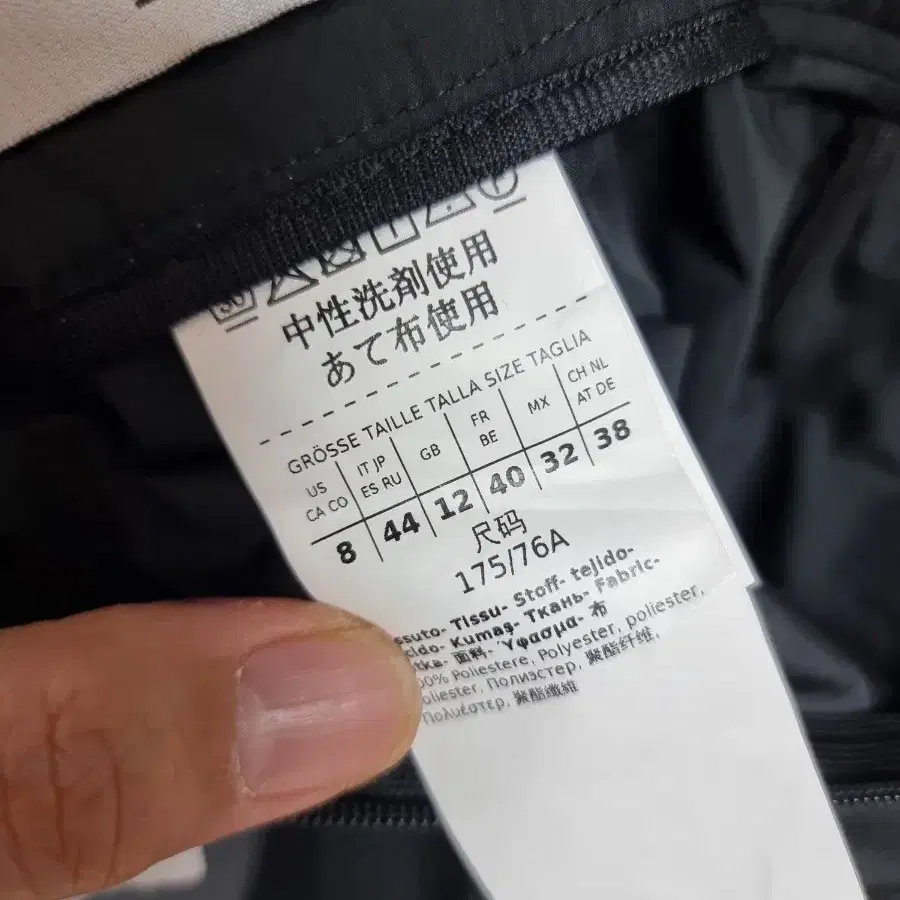 中性洗剤使用
あて布使用
GRÖSSE TAILLE TALLA SIZE TAGLIA
US CA CO IT JP ES RU GB FR BE MX CH NL AT DE
8 44 12 40 32 38
尺码
175/76A
Tissu- Stoff- tejido-
Kumaş- Ткань- Fabric-
面料- Ύφασμα- 布
Poliestere, Polyester, poliester,
Полиэстер, 聚酯纤维,
Πολυέστερ, 聚酯纖維